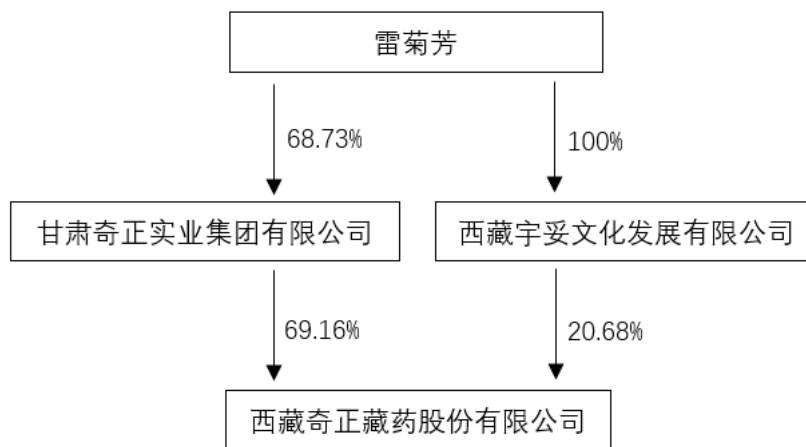 雷菊芳
68.73%
100%
甘肃奇正实业集团有限公司
西藏宇妥文化发展有限公司
69.16%
20.68%
西藏奇正藏药股份有限公司